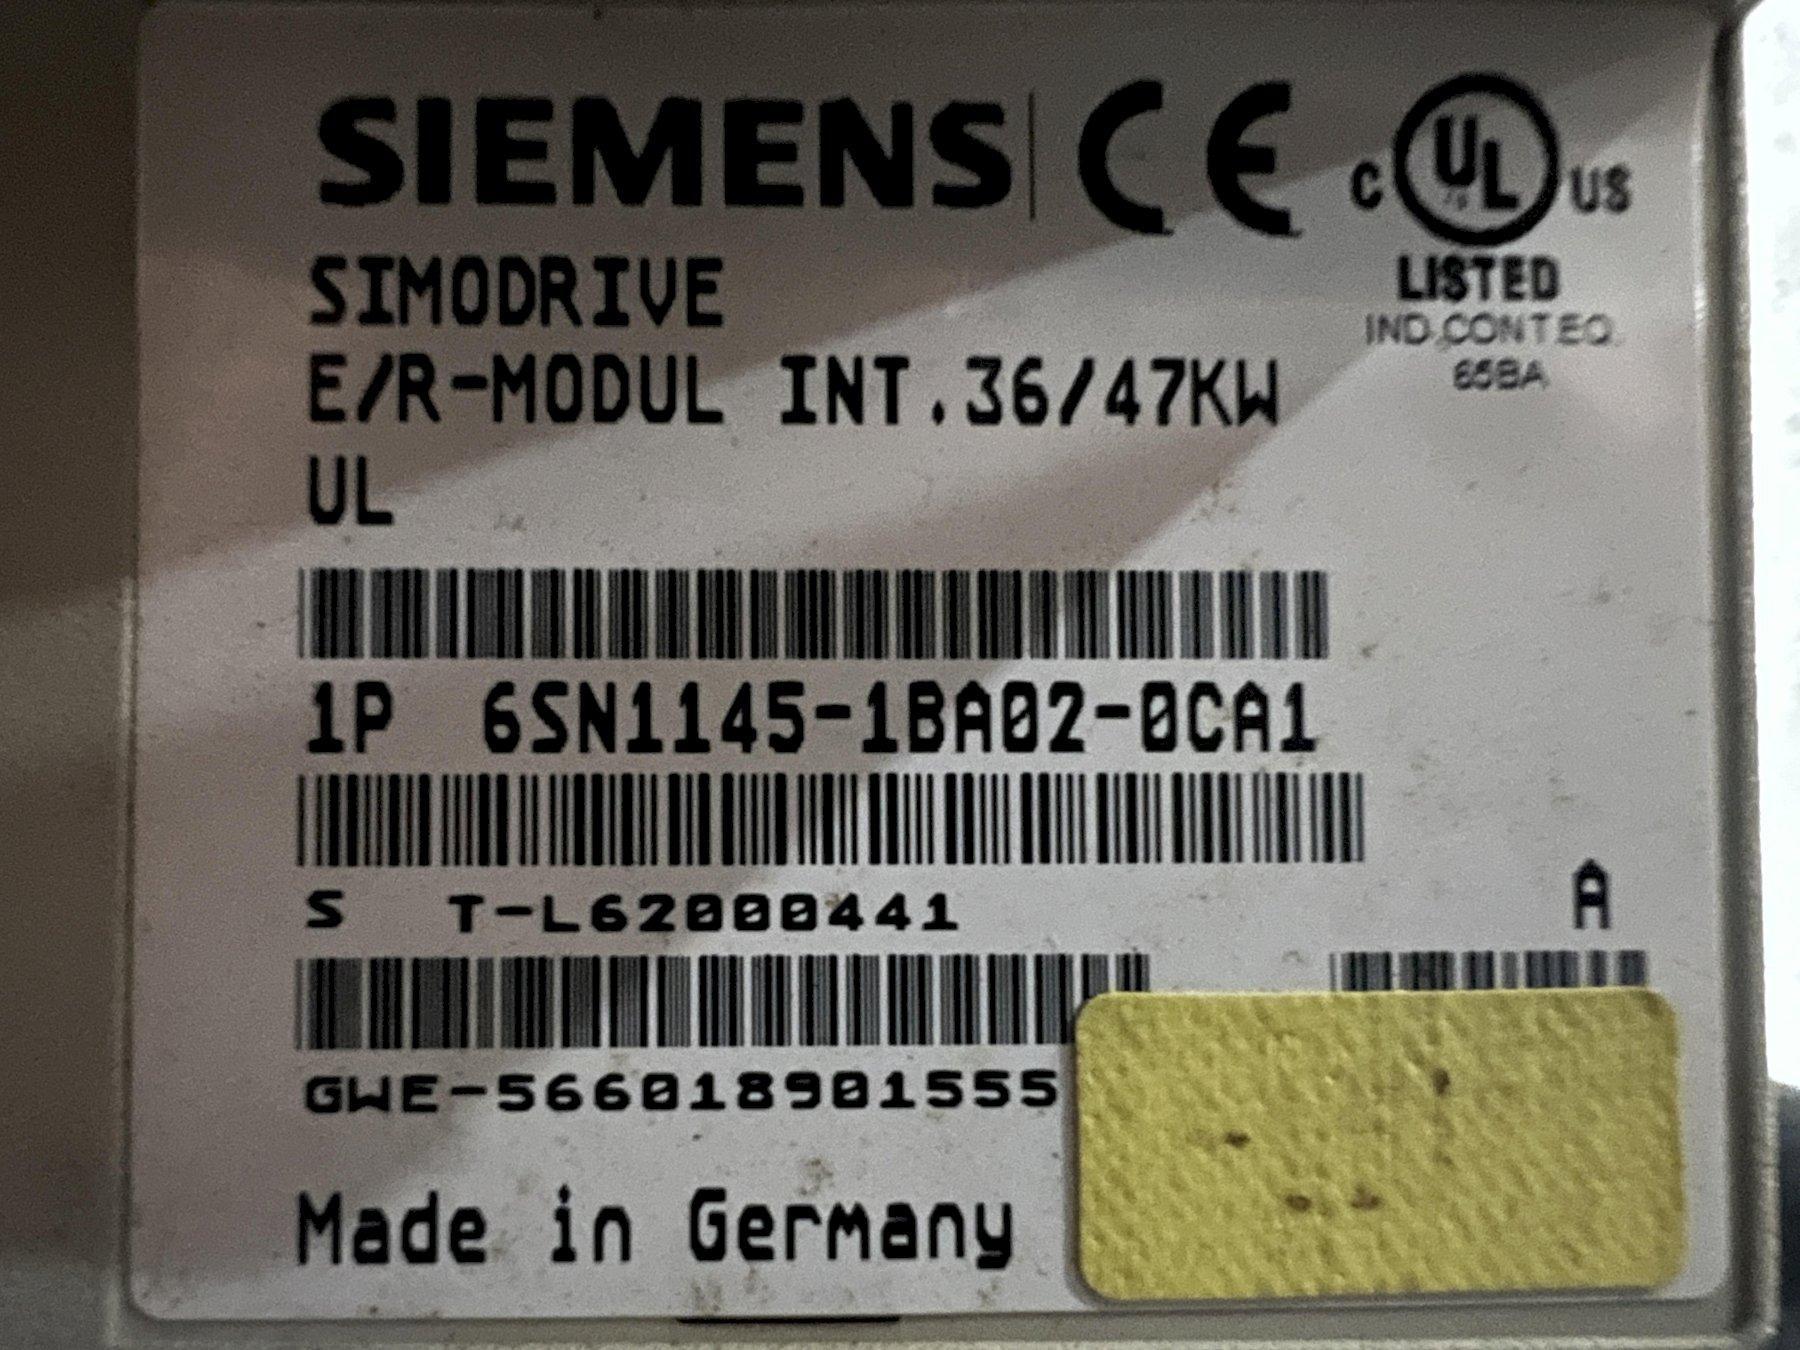 SIEMENS CE C UL US
LISTED
IND.CONT.EQ.
65BA
SIMODRIVE
E/R-MODUL INT.36/47KW
UL
1P 6SN1145-1BA02-0CA1
S T-L62000441
A
GWE-566018901555
Made in Germany